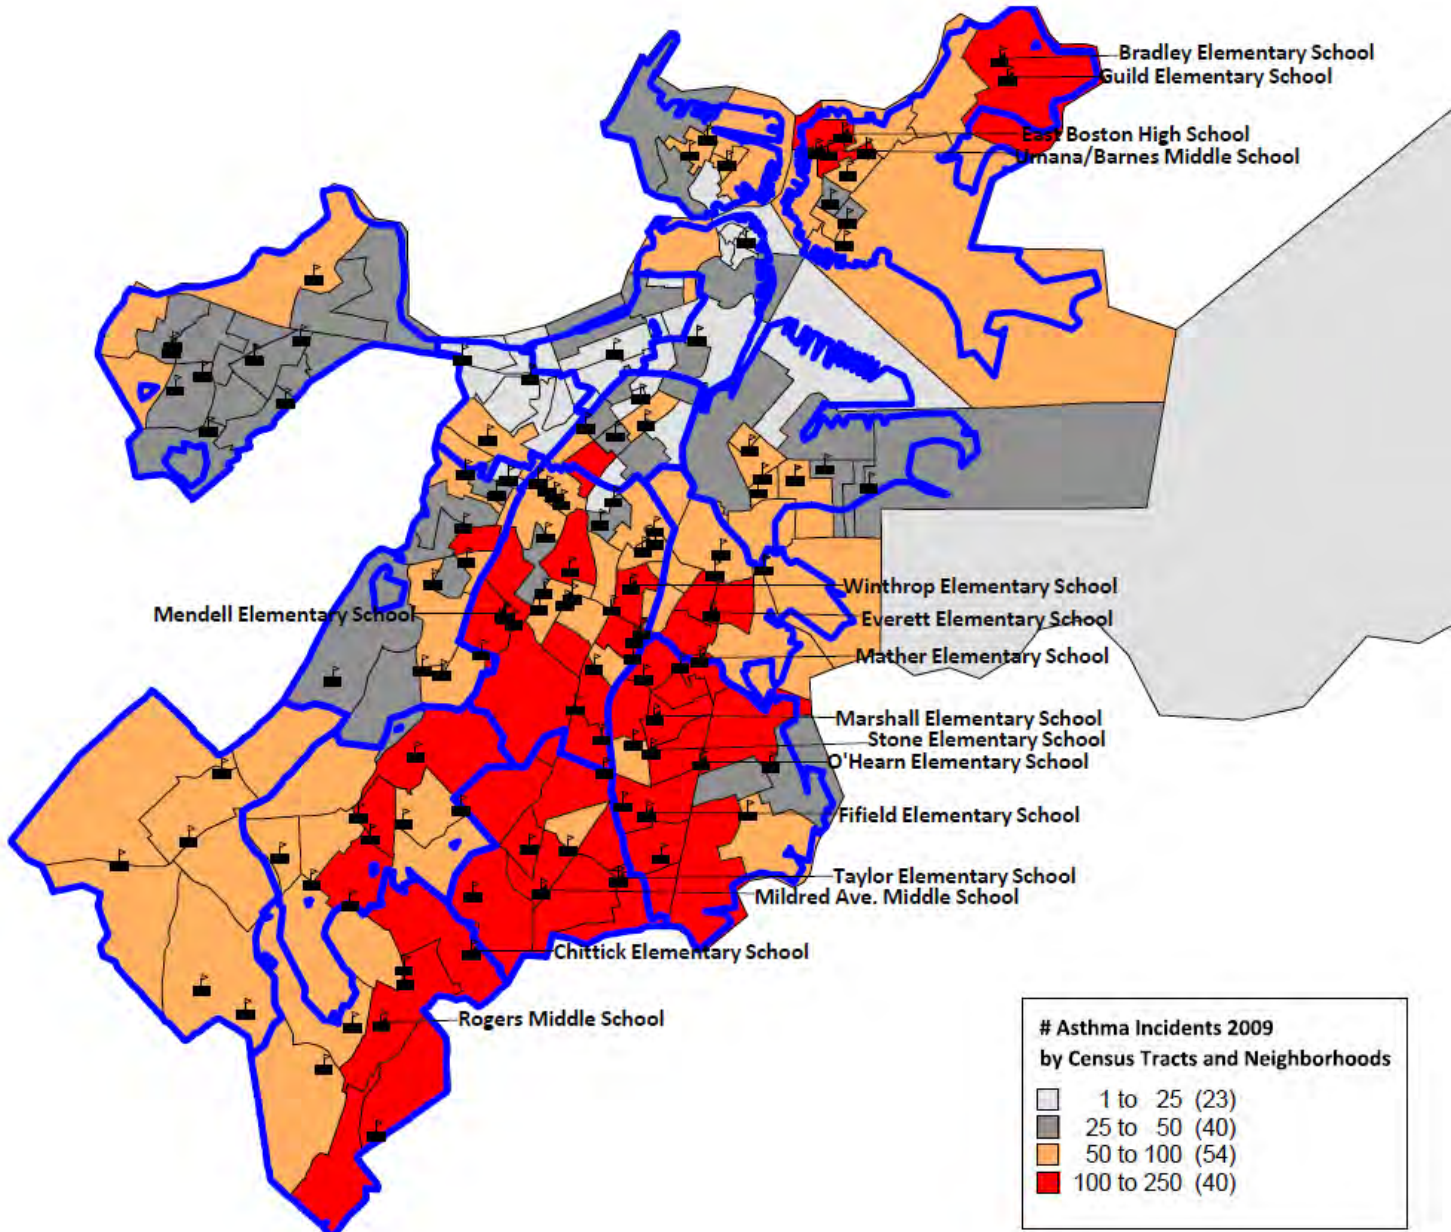 Bradley Elementary School
Guild Elementary School
East Boston High School
Umana/Barnes Middle School
Winthrop Elementary School
Mendell Elementary School
Everett Elementary School
Mather Elementary School
Marshall Elementary School
Stone Elementary School
O'Hearn Elementary School
Fifield Elementary School
Taylor Elementary School
Mildred Ave. Middle School
Chittick Elementary School
Rogers Middle School
# Asthma Incidents 2009
by Census Tracts and Neighborhoods
1 to 25 (23)
25 to 50 (40)
50 to 100 (54)
100 to 250 (40)